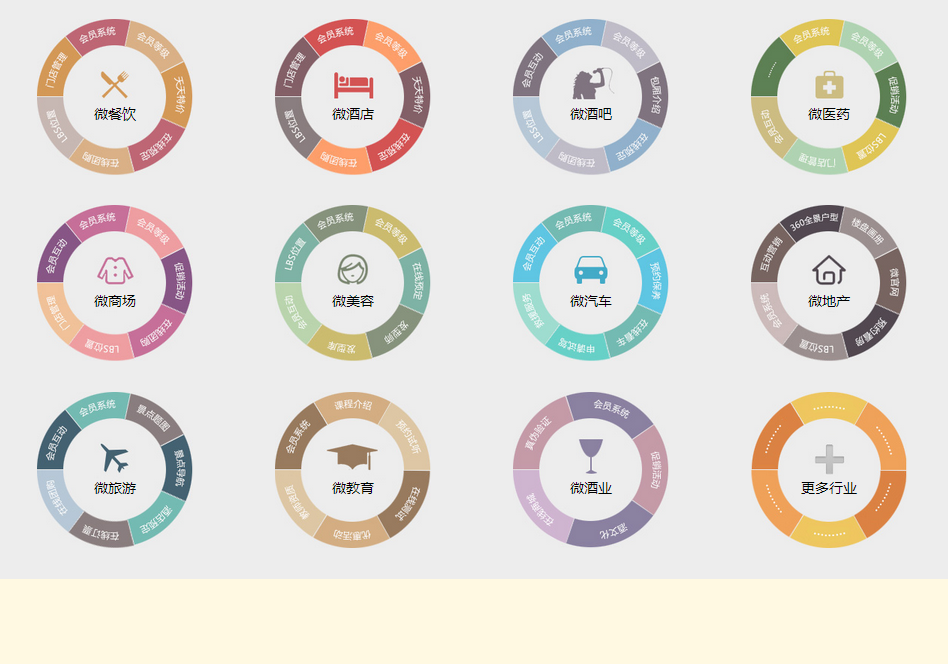 会员系统
会员等级
天天特价
在线预定
在线团购
LBS位置
门店管理
微餐饮
会员系统
会员等级
天天特价
在线预定
在线团购
LBS位置
门店管理
微酒店
会员系统
会员等级
包厢介绍
在线预定
在线团购
LBS位置
会员互动
微酒吧
会员系统
会员等级
促销活动
LBS位置
门店管理
会员互动
......
微医药
会员系统
会员等级
促销活动
在线团购
LBS位置
门店管理
会员互动
微商场
会员系统
会员等级
在线预定
发型师
发型库
会员互动
LBS位置
微美容
会员系统
会员等级
预约保养
在线看车
申请试驾
救援服务
会员互动
微汽车
360全景户型
楼盘画册
微官网
预约看房
LBS位置
会员系统
互动营销
微地产
会员系统
景点题图
景点导航
酒店预定
在线订票
在线团购
会员互动
微旅游
课程介绍
预约试听
在线测试
优惠活动
教师资质
会员系统
微教育
会员系统
促销活动
酒文化
在线商城
真伪验证
微酒业
........
........
........
........
........
........
更多行业